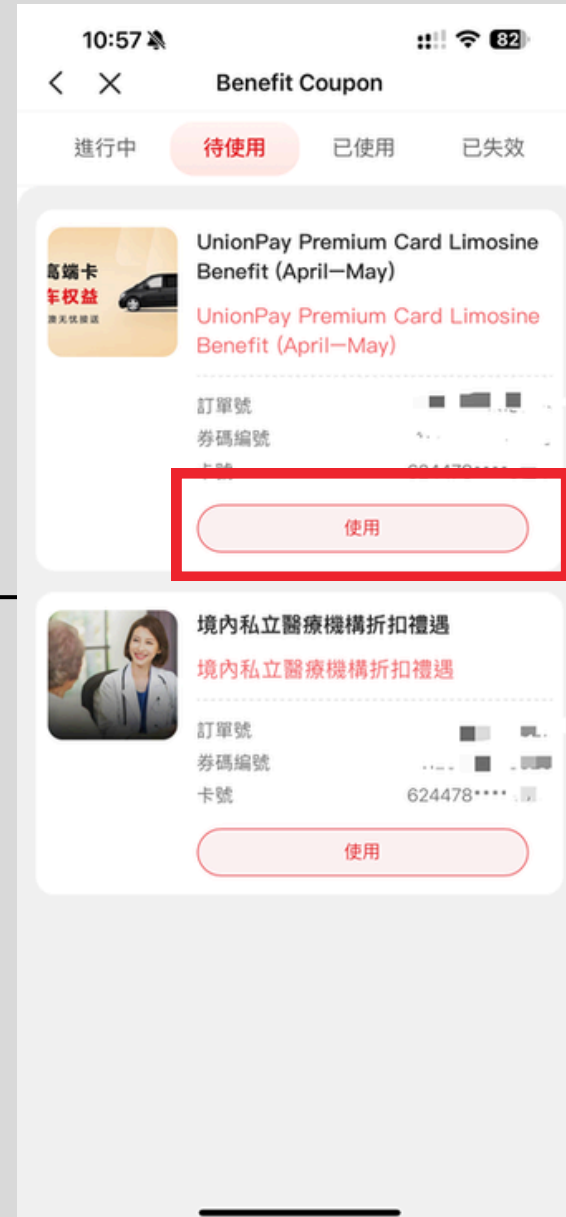 10:57
82
Benefit Coupon
進行中
待使用
已使用
已失效
高端卡
车权益
UnionPay Premium Card Limosine
Benefit (April—May)
UnionPay Premium Card Limosine
Benefit (April—May)
訂單號
券碼編號
卡號
使用
境內私立醫療機構折扣禮遇
境內私立醫療機構折扣禮遇
訂單號
券碼編號
卡號 624478****
使用